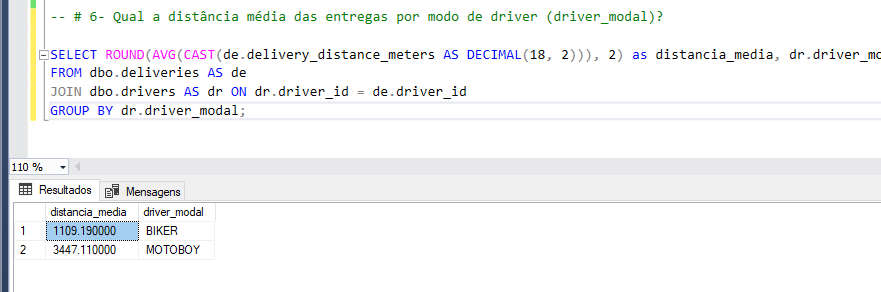 -- # 6- Qual a distância média das entregas por modo de driver (driver_modal)?
SELECT ROUND(AVG(CAST(de.delivery_distance_meters AS DECIMAL(18, 2))), 2) as distancia_media, dr.driver_mo
FROM dbo.deliveries AS de
JOIN dbo.drivers AS dr ON dr.driver_id = de.driver_id
GROUP BY dr.driver_modal;
110 %
Resultados Mensagens
distancia_media driver_modal
1 1109.190000 BIKER
2 3447.110000 MOTOBOY